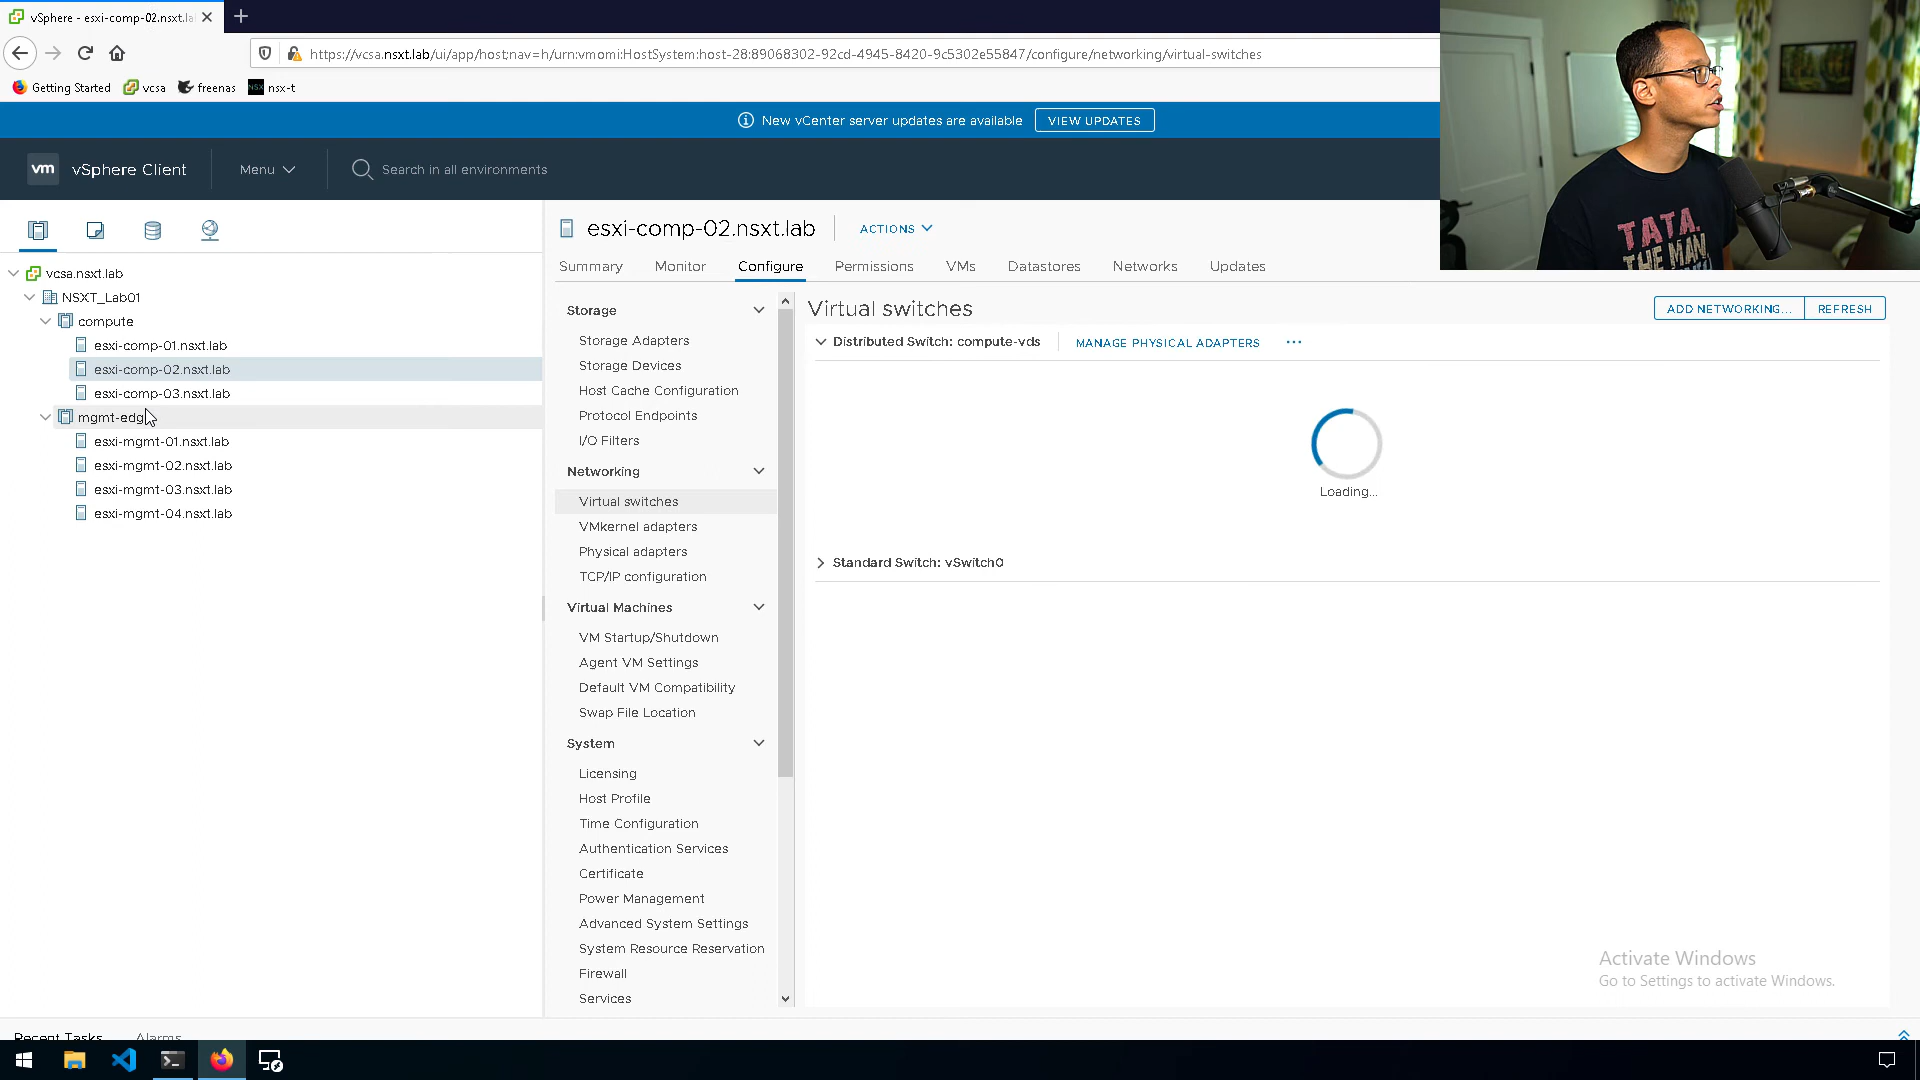 vSphere - esxi-comp-02.nsxt.la
https://vcsa.nsxt.lab/ui/app/host;nav=h/urn:vmomi:HostSystem:host-28:89068302-92cd-4945-8420-9c5302e55847/configure/networking/virtual-switches
Getting Started vcsa freenas nsx-t
New vCenter server updates are available VIEW UPDATES
vm vSphere Client Menu Search in all environments
TATA.
THE MAN
esxi-comp-02.nsxt.lab ACTIONS
Summary Monitor Configure Permissions VMs Datastores Networks Updates
vcsa.nsxt.lab
NSXT_Lab01
compute
esxi-comp-01.nsxt.lab
esxi-comp-02.nsxt.lab
esxi-comp-03.nsxt.lab
mgmt-edg
esxi-mgmt-01.nsxt.lab
esxi-mgmt-02.nsxt.lab
esxi-mgmt-03.nsxt.lab
esxi-mgmt-04.nsxt.lab
Storage
Storage Adapters
Storage Devices
Host Cache Configuration
Protocol Endpoints
I/O Filters
Networking
Virtual switches
VMkernel adapters
Physical adapters
TCP/IP configuration
Virtual Machines
VM Startup/Shutdown
Agent VM Settings
Default VM Compatibility
Swap File Location
System
Licensing
Host Profile
Time Configuration
Authentication Services
Certificate
Power Management
Advanced System Settings
System Resource Reservation
Firewall
Services
Virtual switches ADD NETWORKING... REFRESH
Distributed Switch: compute-vds MANAGE PHYSICAL ADAPTERS ...
Loading...
Standard Switch: vSwitch0
Activate Windows
Go to Settings to activate Windows.
Recent Tasks Alarms